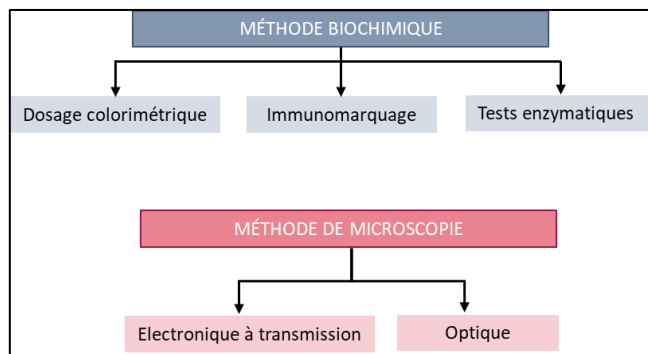 MÉTHODE BIOCHIMIQUE
Dosage colorimétrique
Immunomarquage
Tests enzymatiques
MÉTHODE DE MICROSCOPIE
Electronique à transmission
Optique